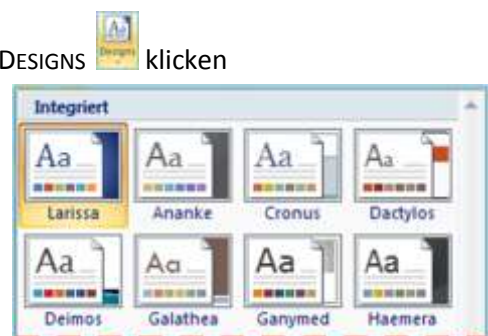 DESIGNS Designs klicken
Integriert
Aa Aa Aa Aa
Larissa Ananke Cronus Dactylos
Aa Aa Aa Aa
Deimos Galathea Ganymed Haemera